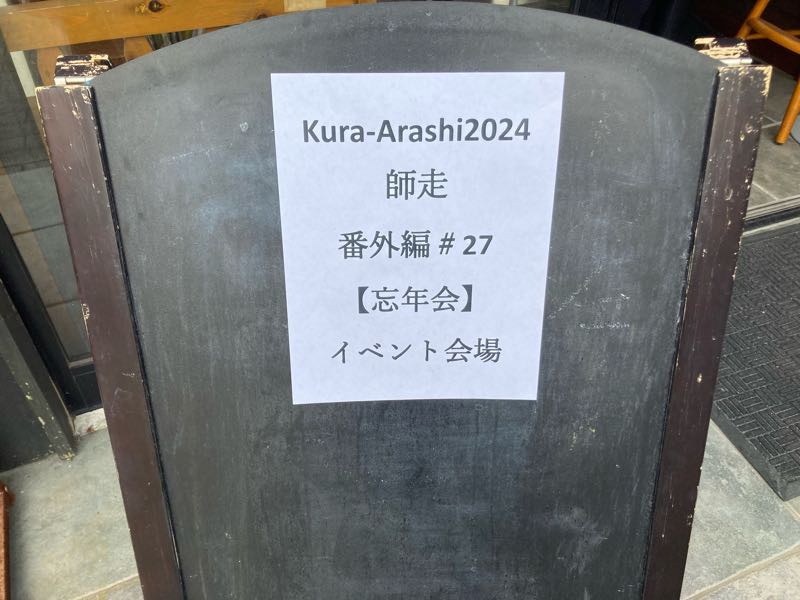 Kura-Arashi2024
師走
番外編＃27
【忘年会】
イベント会場